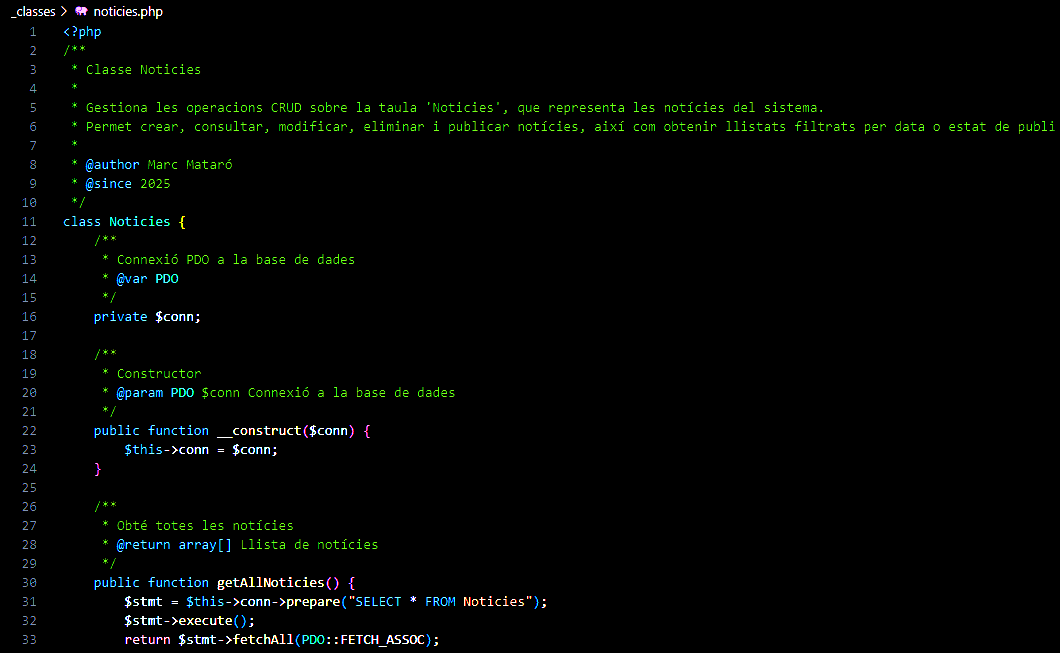 _classes > noticies.php
1 <?php
2 /**
3  * Classe Noticies
4  *
5  * Gestiona les operacions CRUD sobre la taula 'Noticies', que representa les notícies del sistema.
6  * Permet crear, consultar, modificar, eliminar i publicar notícies, així com obtenir llistats filtrats per data o estat de publi
7  *
8  * @author Marc Mataró
9  * @since 2025
10  */
11 class Noticies {
12     /**
13      * Connexió PDO a la base de dades
14      * @var PDO
15      */
16     private $conn;
17
18     /**
19      * Constructor
20      * @param PDO $conn Connexió a la base de dades
21      */
22     public function __construct($conn) {
23         $this->conn = $conn;
24     }
25
26     /**
27      * Obté totes les notícies
28      * @return array[] Llista de notícies
29      */
30     public function getAllNoticies() {
31         $stmt = $this->conn->prepare("SELECT * FROM Noticies");
32         $stmt->execute();
33         return $stmt->fetchAll(PDO::FETCH_ASSOC);